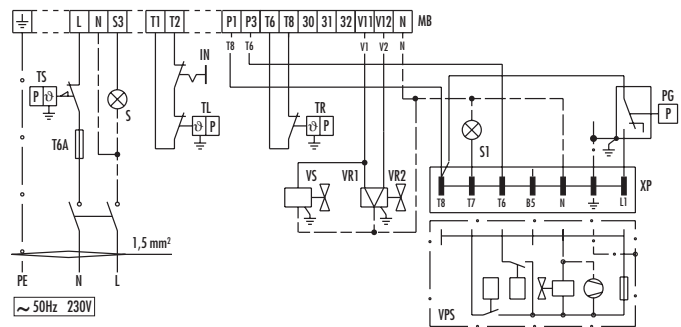 L N S3 T1 T2 P1 P3 T6 T8 30 31 32 V11 V12 N MB
T8 T6 V1 V2 N
IN
TS
P ϑ
S
TL
ϑ P
TR
ϑ P
PG
P
T6A
S1
VS VR1 VR2
XP
T8 T7 T6 B5 N L1
1,5 mm²
PE N L
VPS
~ 50Hz 230V